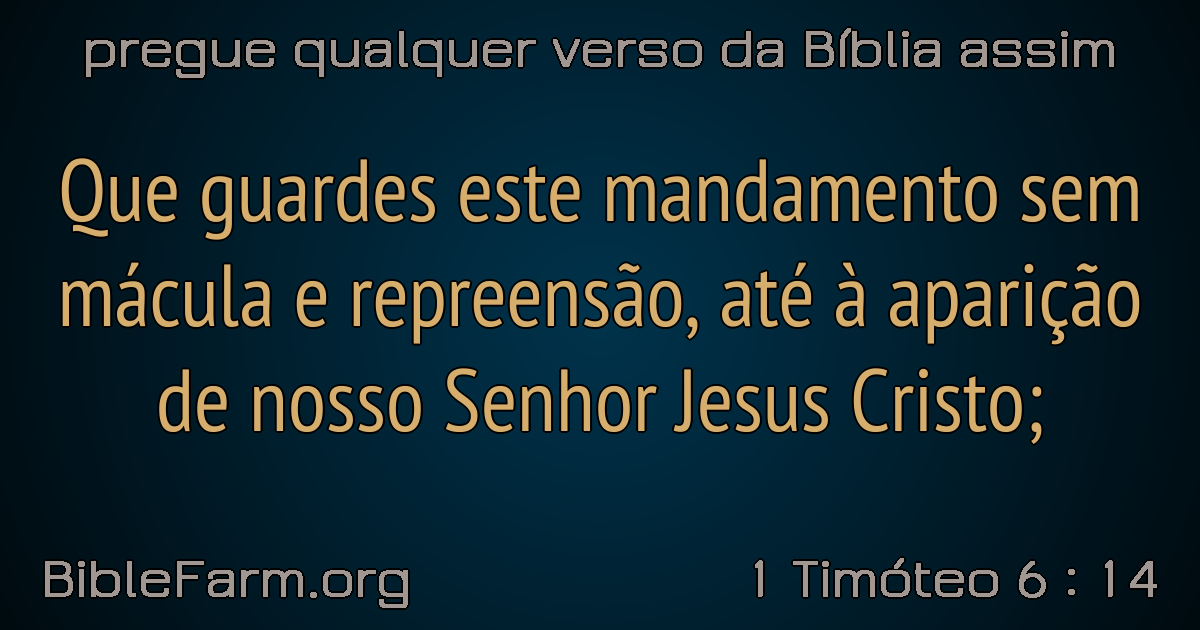 pregue qualquer verso da Bíblia assim
Que guardes este mandamento sem
mácula e repreensão, até à aparição
de nosso Senhor Jesus Cristo;
BibleFarm.org
1 Timóteo 6 : 14